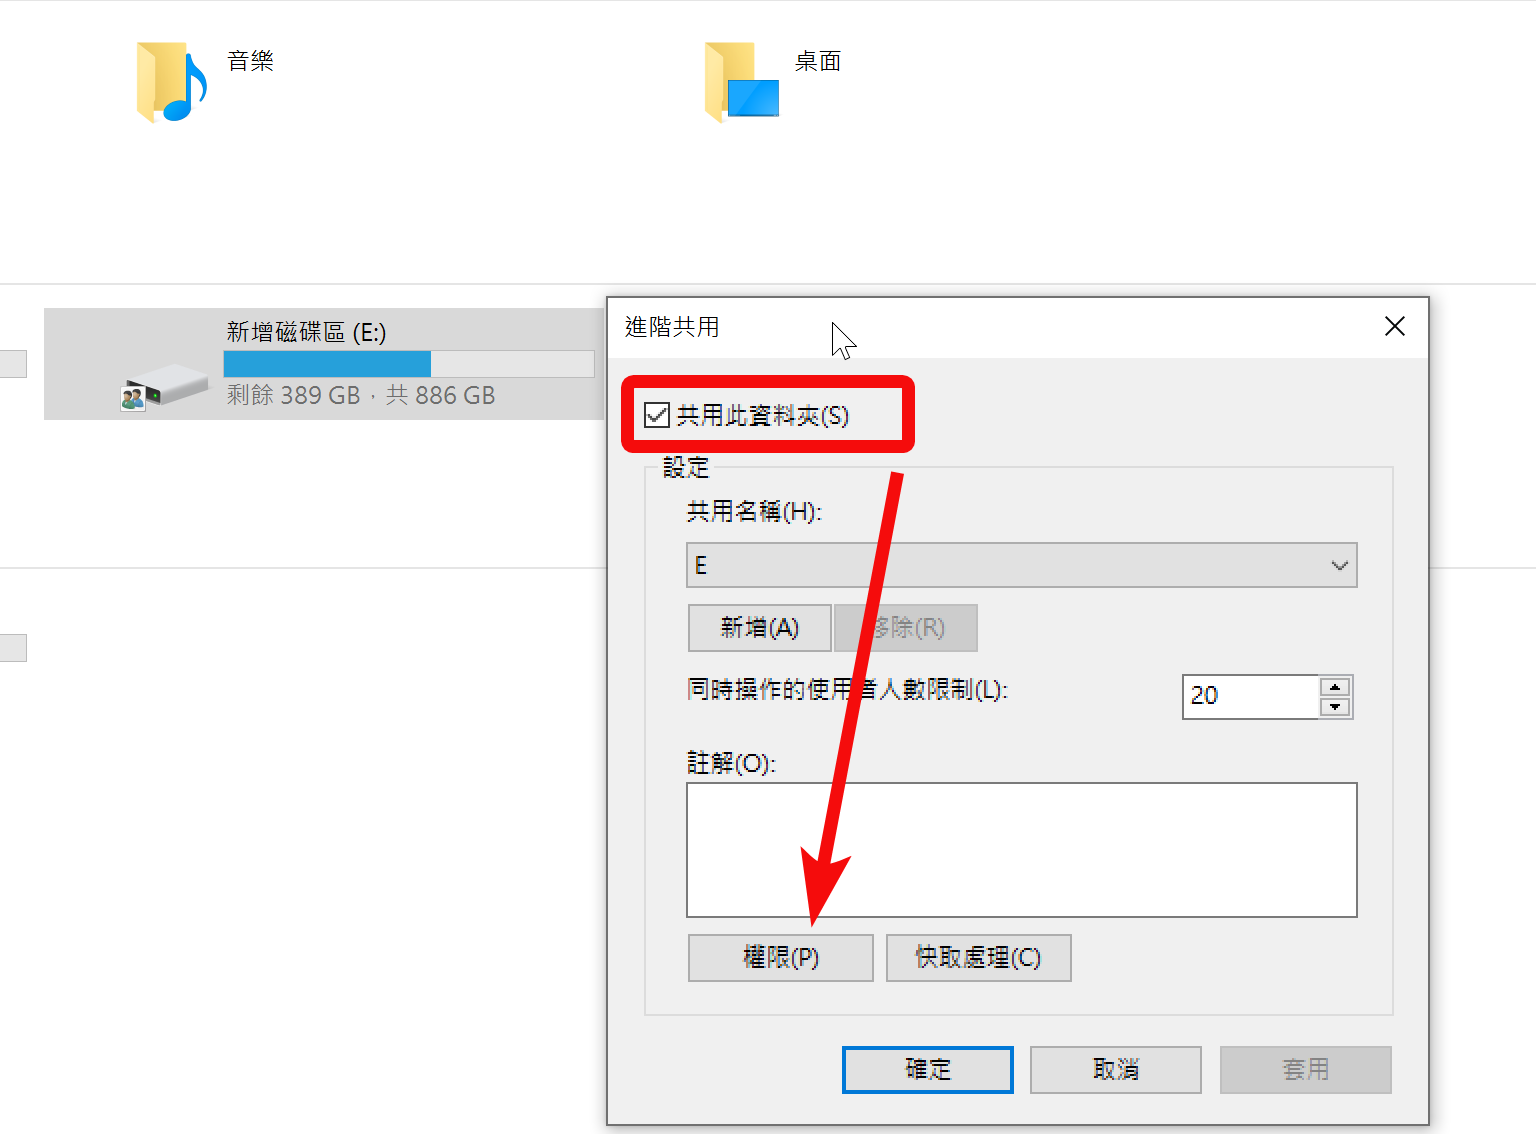 音樂
桌面
新增磁碟區 (E:)
剩餘 389 GB，共 886 GB
進階共用
共用此資料夾(S)
設定
共用名稱(H):
E
新增(A)
移除(R)
同時操作的使用者人數限制(L):
20
註解(O):
權限(P)
快取處理(C)
確定
取消
套用